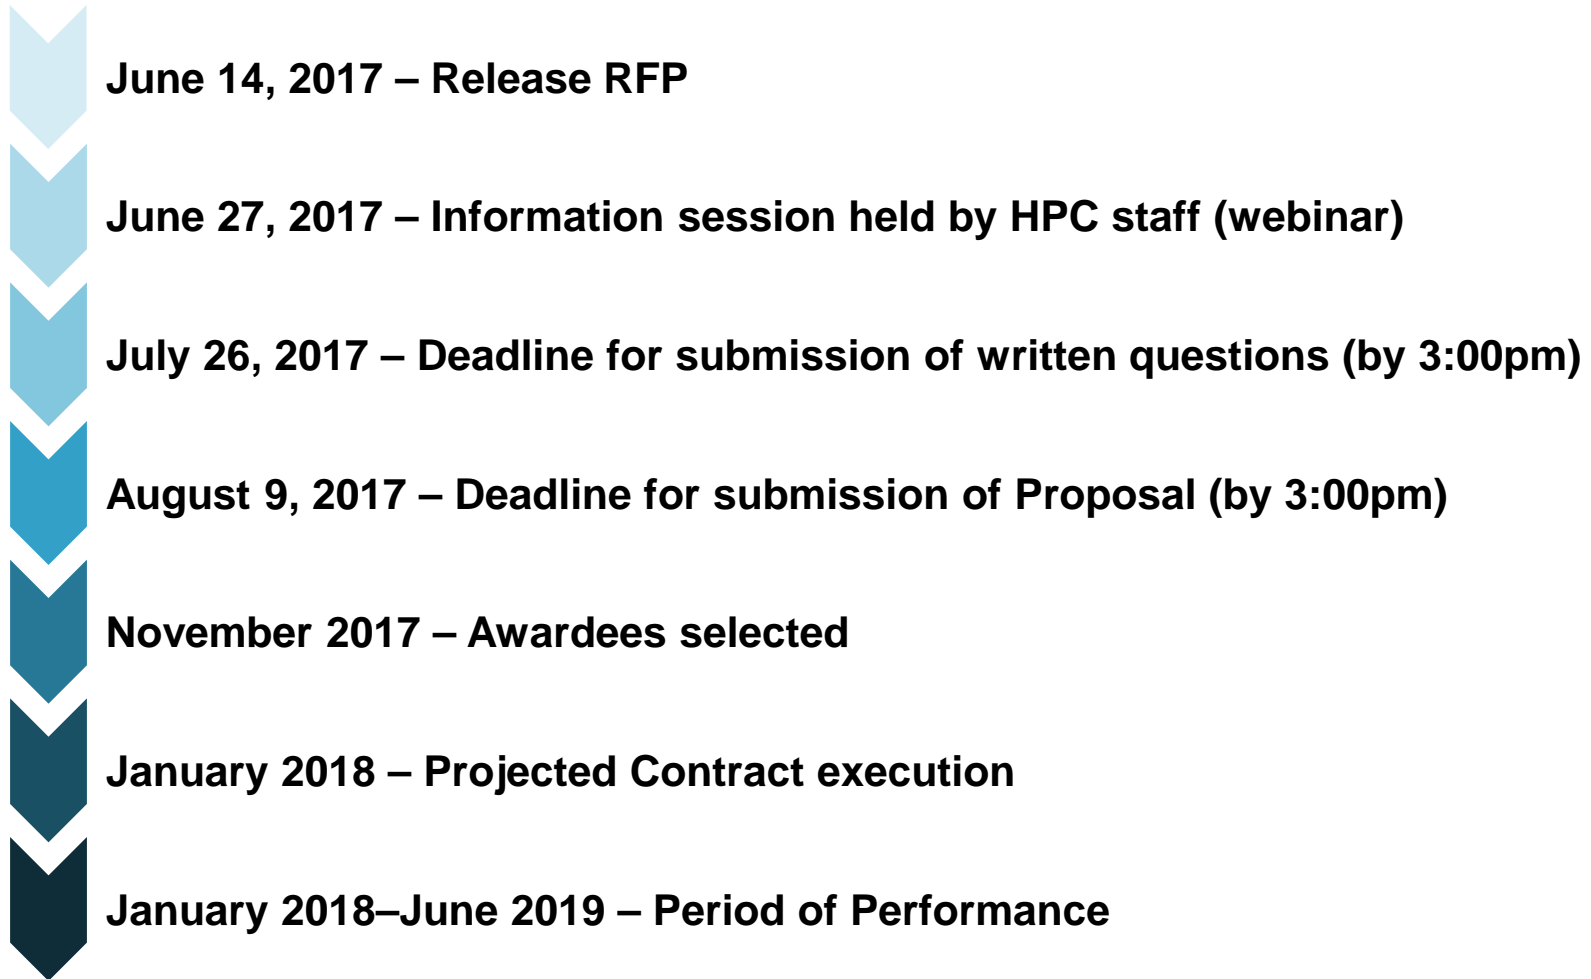 June 14, 2017 – Release RFP
June 27, 2017 – Information session held by HPC staff (webinar)
July 26, 2017 – Deadline for submission of written questions (by 3:00pm)
August 9, 2017 – Deadline for submission of Proposal (by 3:00pm)
November 2017 – Awardees selected
January 2018 – Projected Contract execution
January 2018–June 2019 – Period of Performance